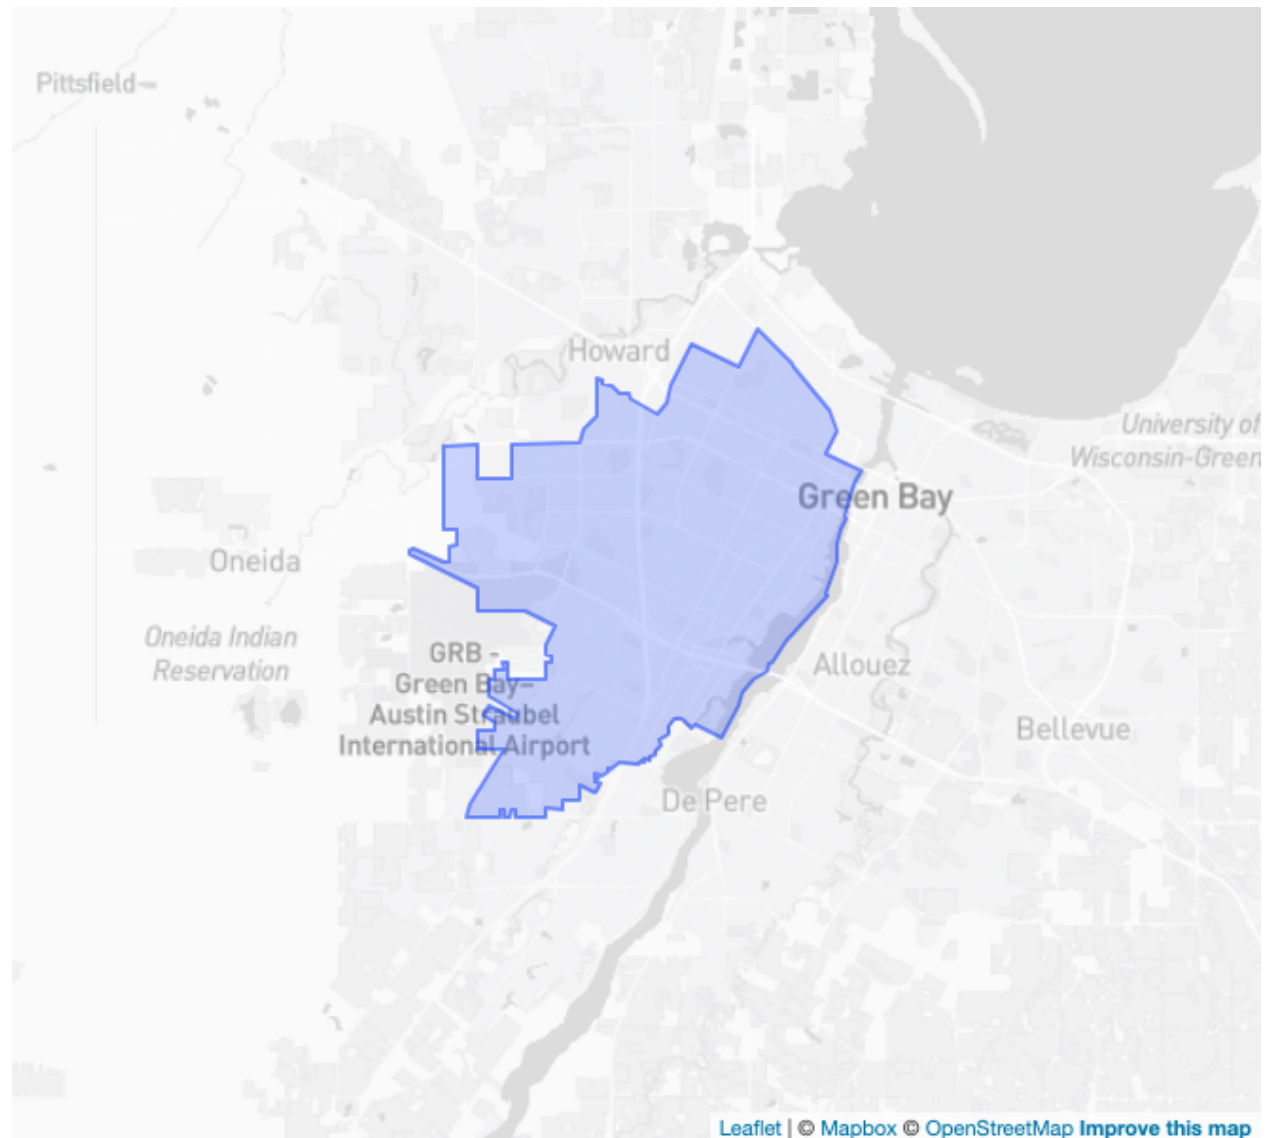 Pittsfield
Howard
University of
Wisconsin-Green
Green Bay
Oneida
Oneida Indian
Reservation
GRB -
Green Bay–
Austin Straubel
International Airport
Allouez
Bellevue
De Pere
Leaflet | © Mapbox © OpenStreetMap Improve this map